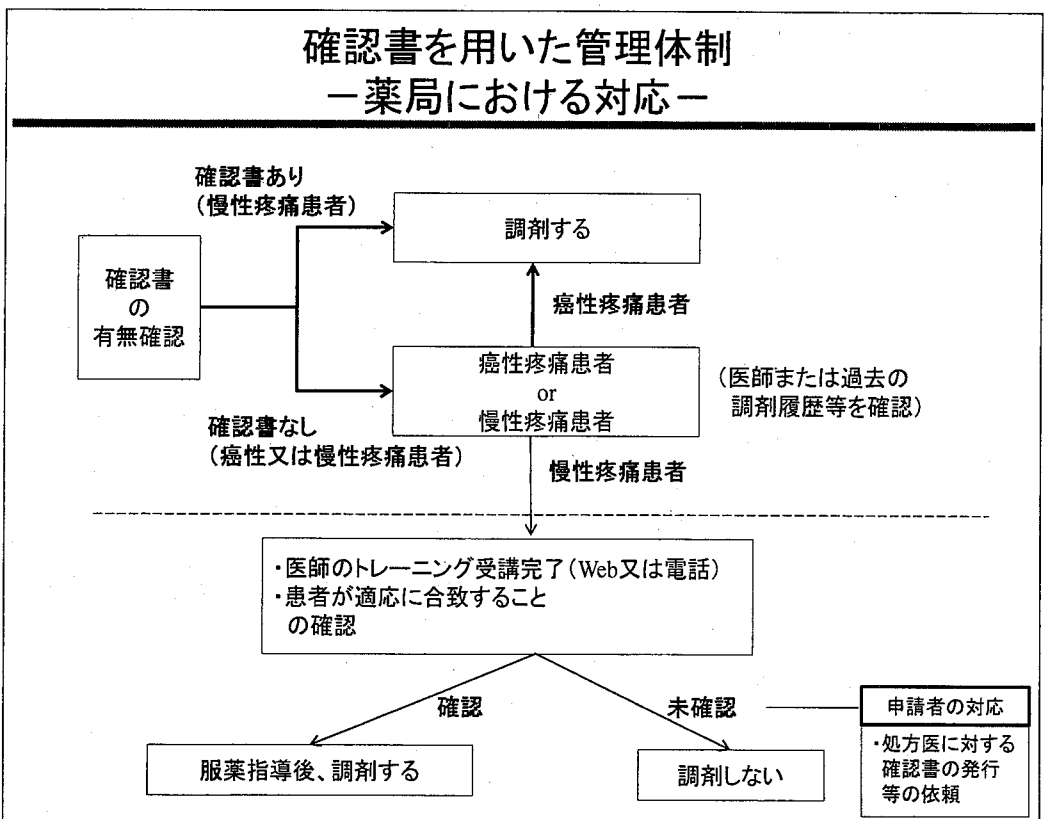 確認書を用いた管理体制
－薬局における対応－
確認書あり
（慢性疼痛患者）
調剤する
確認書
の
有無確認
癌性疼痛患者
癌性疼痛患者
or
慢性疼痛患者
（医師または過去の
調剤履歴等を確認）
確認書なし
（癌性又は慢性疼痛患者）
慢性疼痛患者
・医師のトレーニング受講完了（Web又は電話）
・患者が適応に合致すること
の確認
確認
未確認
申請者の対応
・処方医に対する
確認書の発行
等の依頼
服薬指導後、調剤する
調剤しない